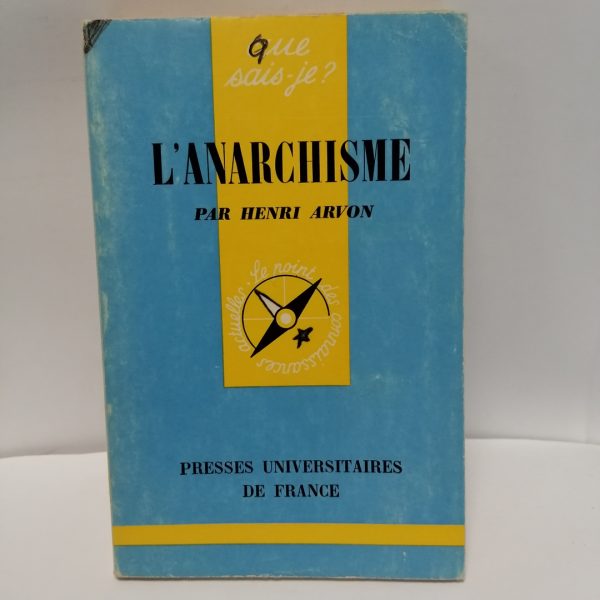 que
sais-je?
L'ANARCHISME
PAR HENRI ARVON
Le point des connaissances actuelles.
PRESSES UNIVERSITAIRES
DE FRANCE